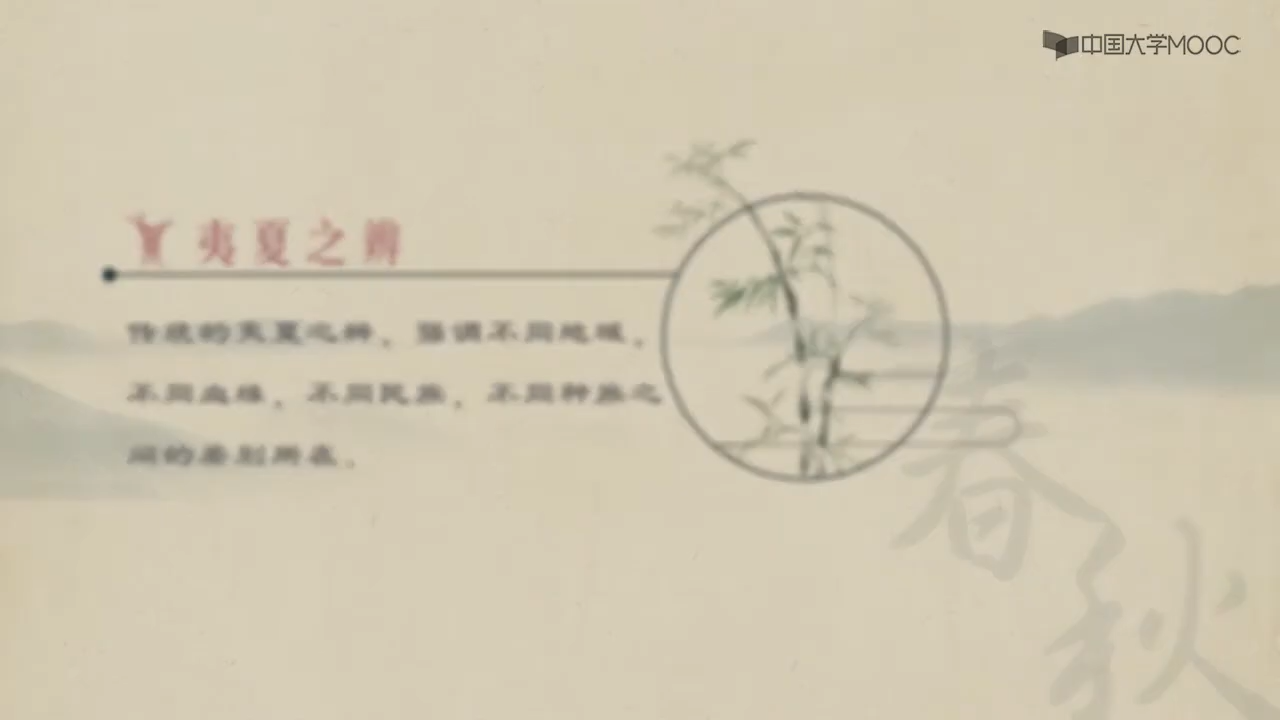 中国大学MOOC
夷夏之辨
传统的夷夏之辨，强调不同地域，
不同血缘，不同民族，不同种族之
间的差别所在。
春秋